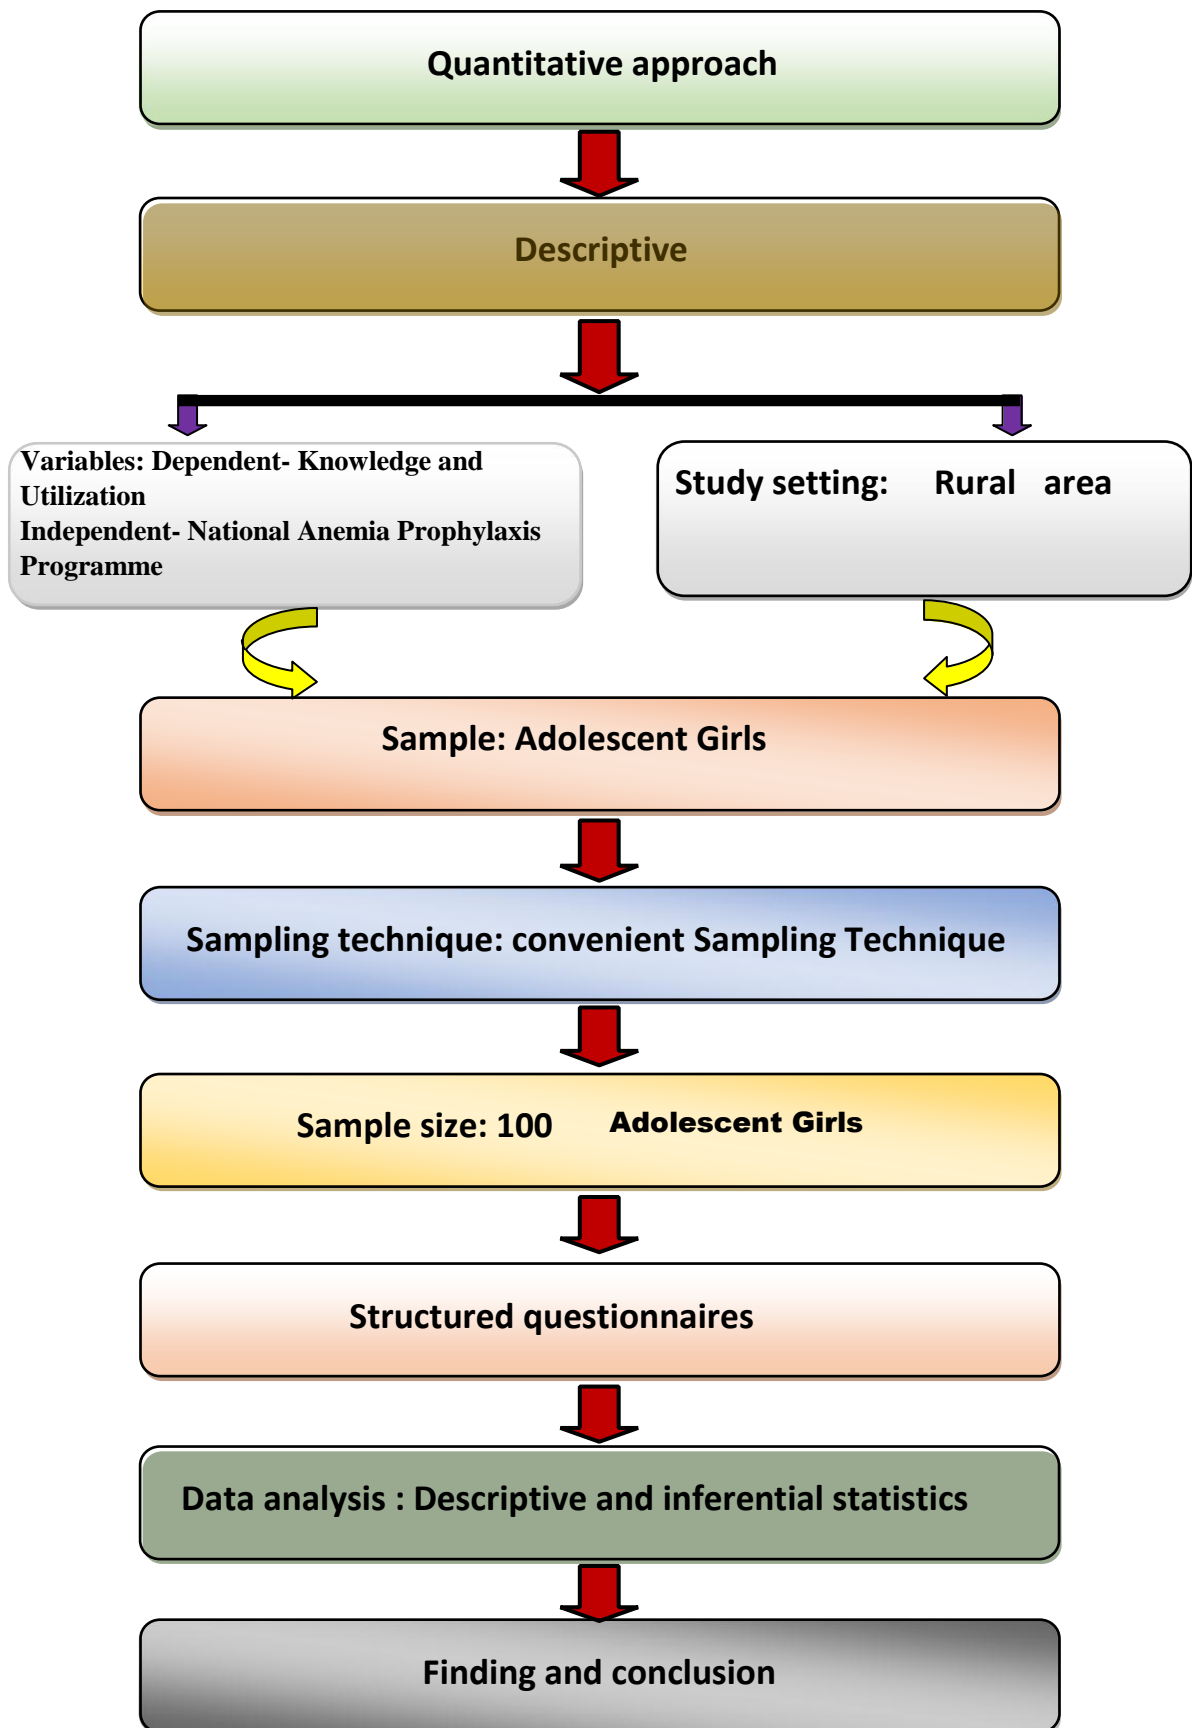 Quantitative approach
Descriptive
Variables: Dependent- Knowledge and
Utilization
Independent- National Anemia Prophylaxis
Programme
Study setting: Rural area
Sample: Adolescent Girls
Sampling technique: convenient Sampling Technique
Sample size: 100 Adolescent Girls
Structured questionnaires
Data analysis : Descriptive and inferential statistics
Finding and conclusion